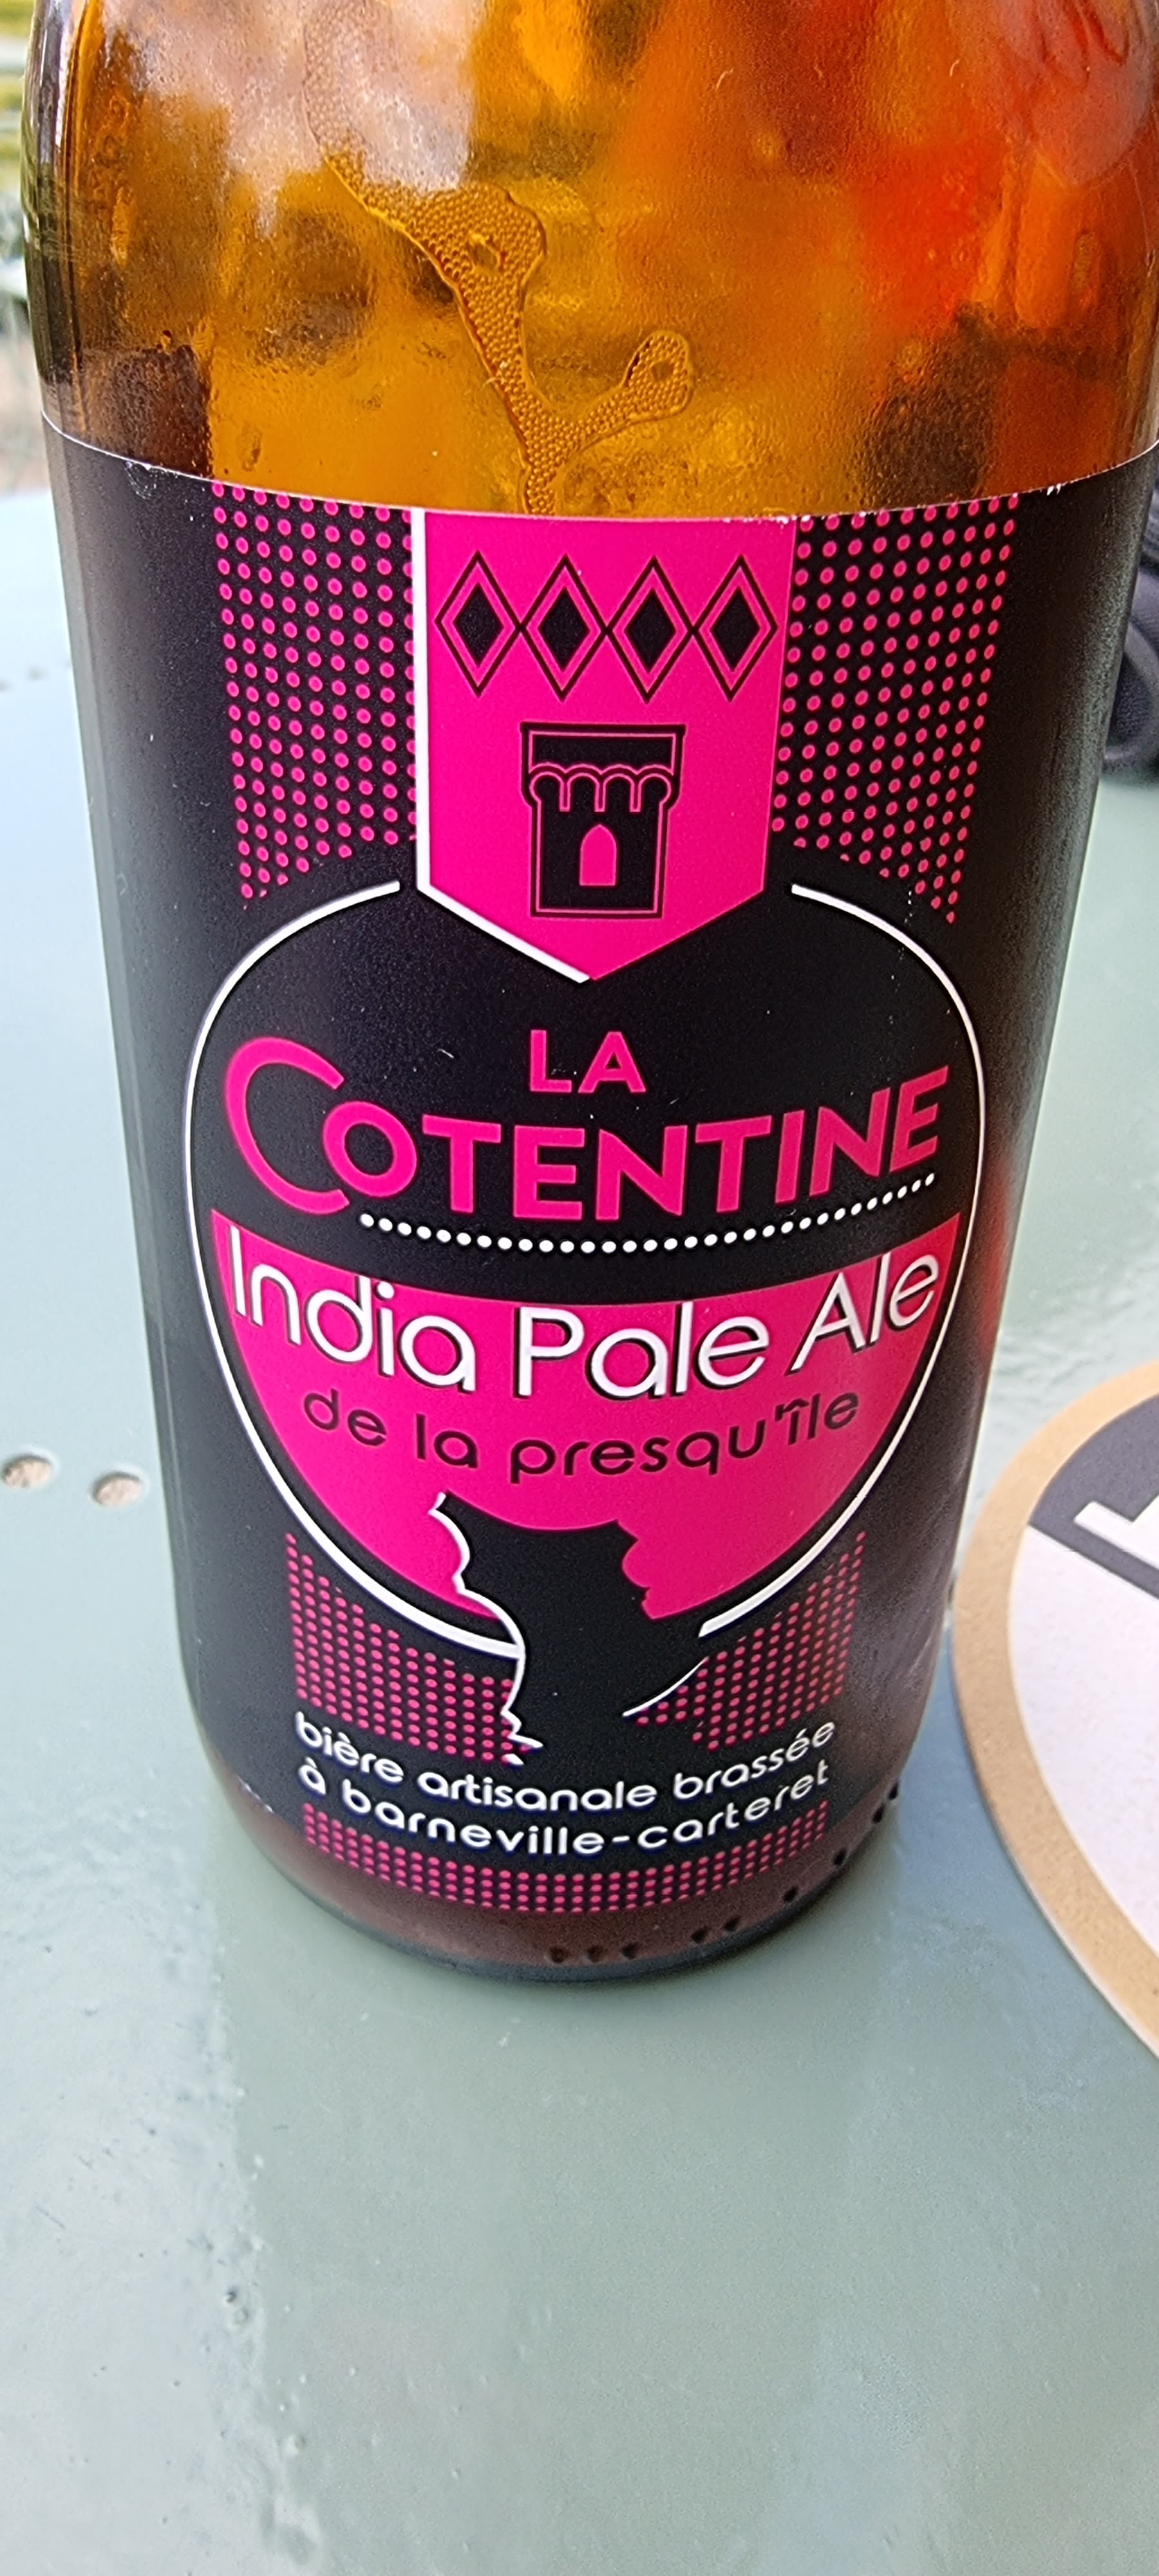 LA
COTENTINE
India Pale Ale
de la presqu'île
bière artisanale brassée
à barneville-carteret